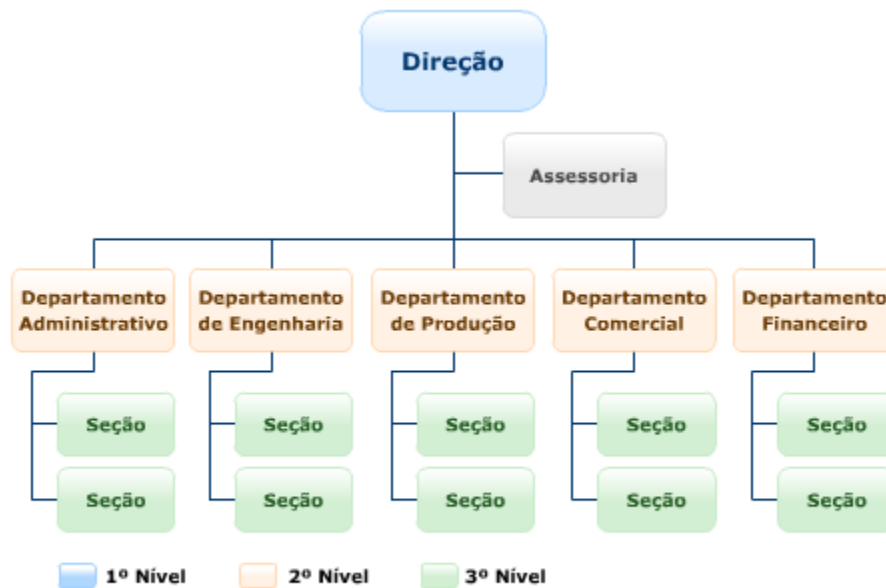 Direção
Assessoria
Departamento
Administrativo
Departamento
de Engenharia
Departamento
de Produção
Departamento
Comercial
Departamento
Financeiro
Seção
Seção
Seção
Seção
Seção
Seção
Seção
Seção
Seção
Seção
1º Nível
2º Nível
3º Nível